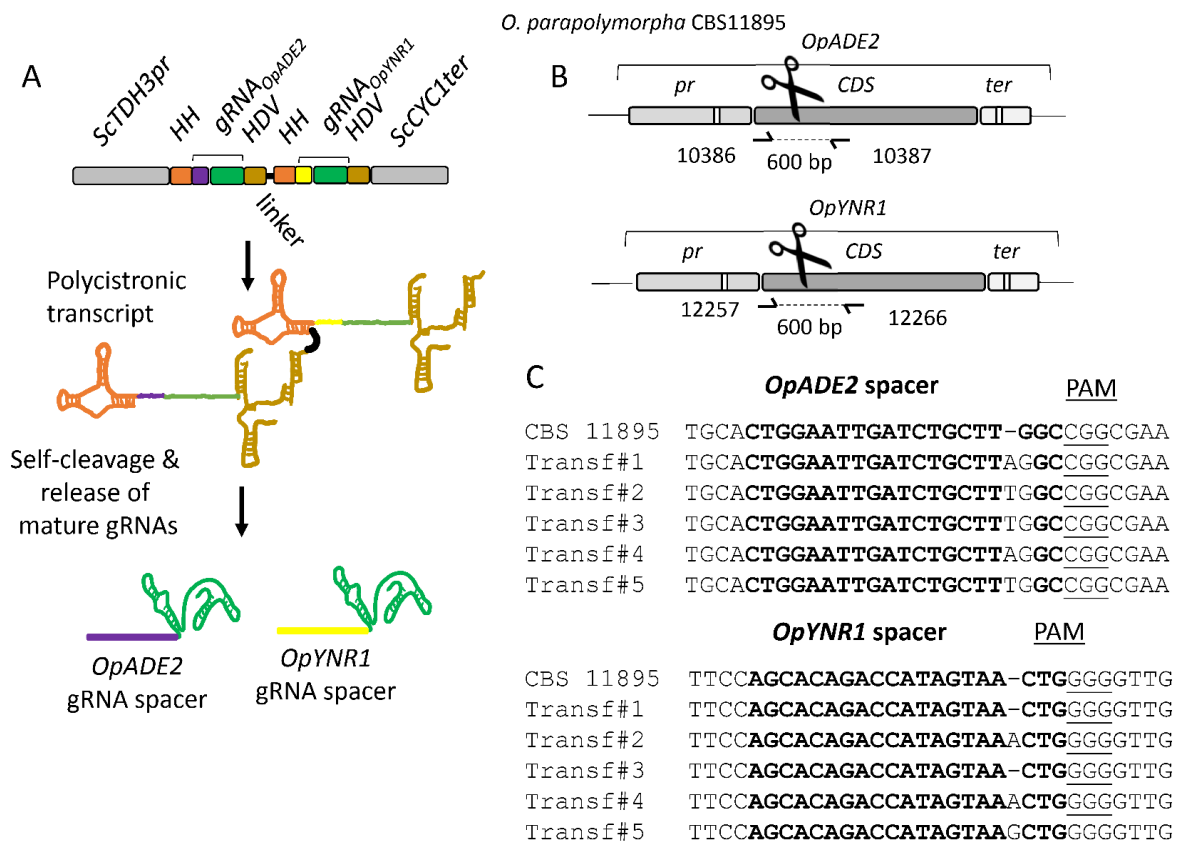 O. parapolymorpha CBS11895
A
ScTDH3pr
HH
gRNAOpADE2
HDV
HH
gRNAOpYNR1
HDV
ScCYC1ter
linker
Polycistronic
transcript
Self-cleavage &
release of
mature gRNAs
OpADE2
gRNA spacer
OpYNR1
gRNA spacer
B
OpADE2
pr
CDS
ter
10386
600 bp
10387
OpYNR1
pr
CDS
ter
12257
600 bp
12266
C
OpADE2 spacer
PAM
CBS 11895 TGCACTGGAATTGATCTGCTT-GGCCGGCGAA
Transf#1 TGCACTGGAATTGATCTGCTTAGGCCGGCGAA
Transf#2 TGCACTGGAATTGATCTGCTTTGGCCGGCGAA
Transf#3 TGCACTGGAATTGATCTGCTTTGGCCGGCGAA
Transf#4 TGCACTGGAATTGATCTGCTTAGGCCGGCGAA
Transf#5 TGCACTGGAATTGATCTGCTTTGGCCGGCGAA
OpYNR1 spacer
PAM
CBS 11895 TTCCAGCACAGACCATAGTAA-CTGGGGGTTG
Transf#1 TTCCAGCACAGACCATAGTAA-CTGGGGGTTG
Transf#2 TTCCAGCACAGACCATAGTAAACTGGGGGTTG
Transf#3 TTCCAGCACAGACCATAGTAA-CTGGGGGTTG
Transf#4 TTCCAGCACAGACCATAGTAAACTGGGGGTTG
Transf#5 TTCCAGCACAGACCATAGTAAGCTGGGGGTTG